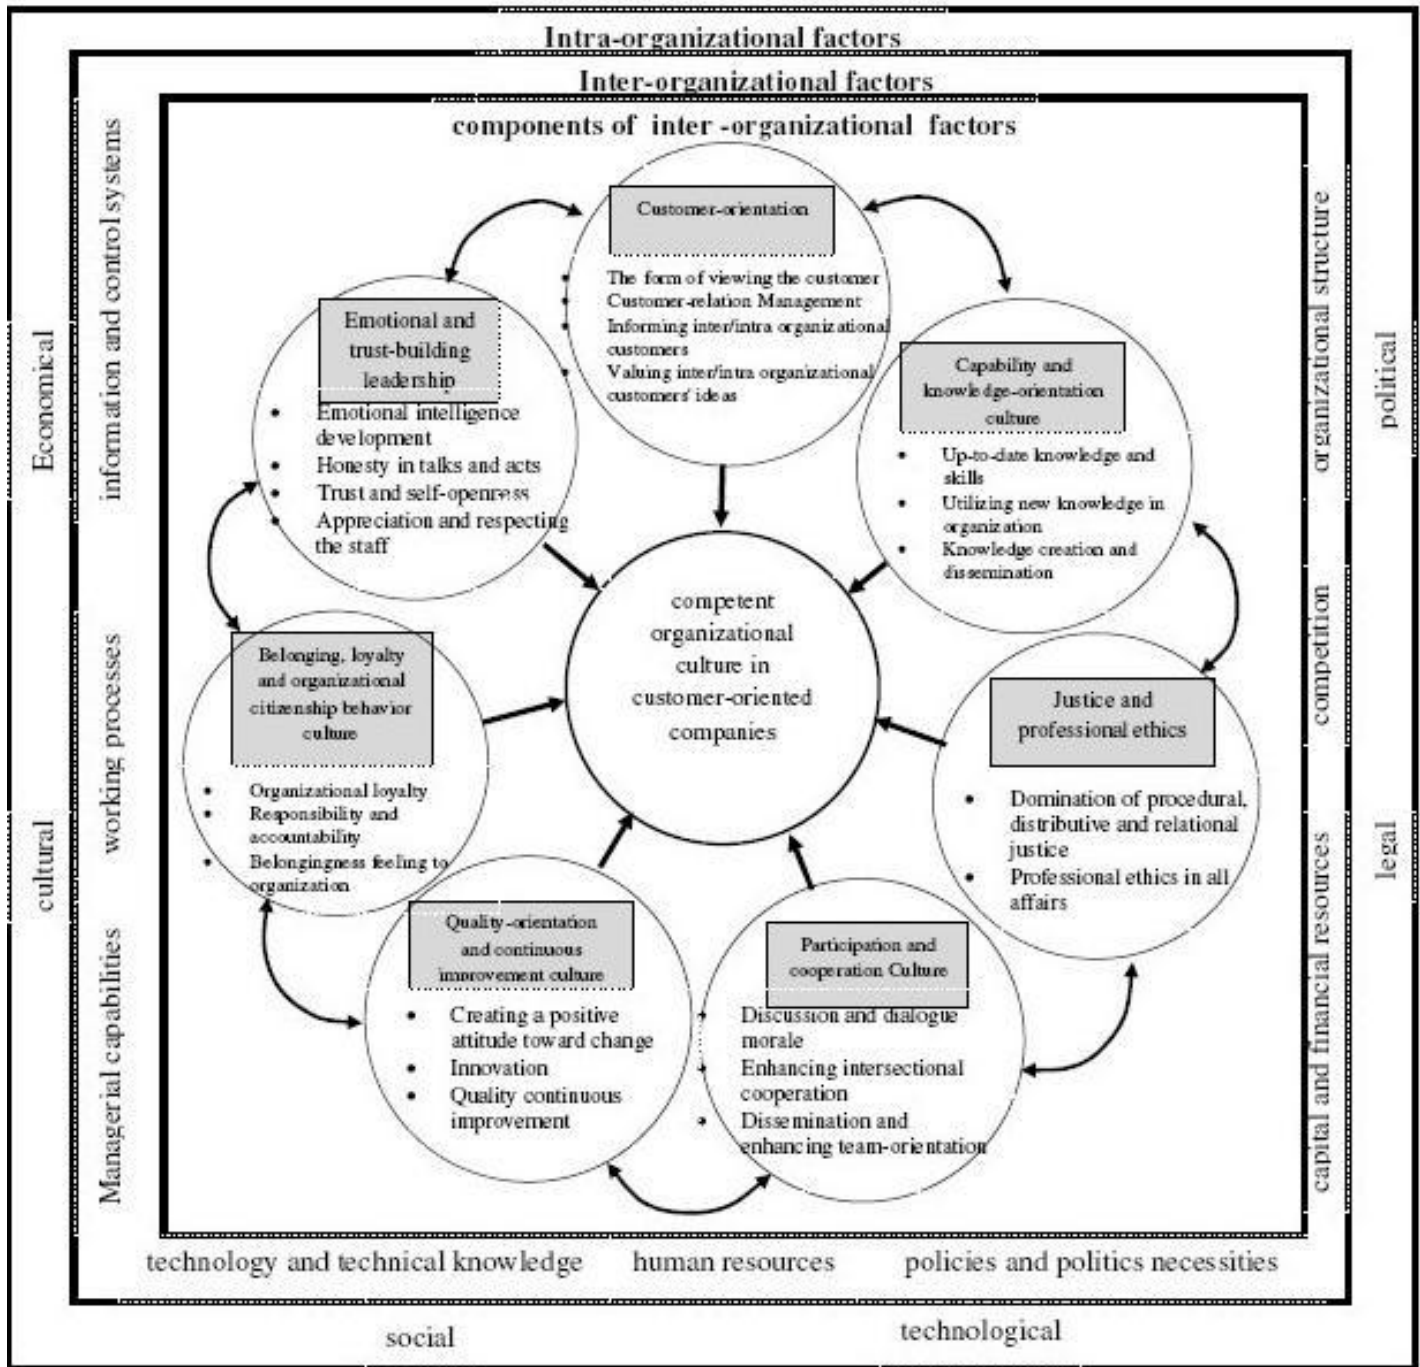 Intra-organizational factors
Inter-organizational factors
components of inter -organizational factors
Customer-orientation
The form of viewing the customer
Customer-relation Management
Informing inter/intra organizational
customers
Valuing inter/intra organizational
customers' ideas
Emotional and
trust-building
leadership
Emotional intelligence
development
Honesty in talks and acts
Trust and self-openness
Appreciation and respecting
the staff
Capability and
knowledge-orientation
culture
Up-to-date knowledge and
skills
Utilizing new knowledge in
organization
Knowledge creation and
dissemination
competent
organizational
culture in
customer-oriented
companies
Belonging, loyalty
and organizational
citizenship behavior
culture
Organizational loyalty
Responsibility and
accountability
Belongingness feeling to
organization
Justice and
professional ethics
Domination of procedural,
distributive and relational
justice
Professional ethics in all
affairs
Quality-orientation
and continuous
improvement culture
Creating a positive
attitude toward change
Innovation
Quality continuous
improvement
Participation and
cooperation Culture
Discussion and dialogue
morale
Enhancing intersectional
cooperation
Dissemination and
enhancing team-orientation
Economical
cultural
information and control systems
working processes
Managerial capabilities
organizational structure
competition
capital and financial resources
political
legal
technology and technical knowledge
human resources
policies and politics necessities
social
technological